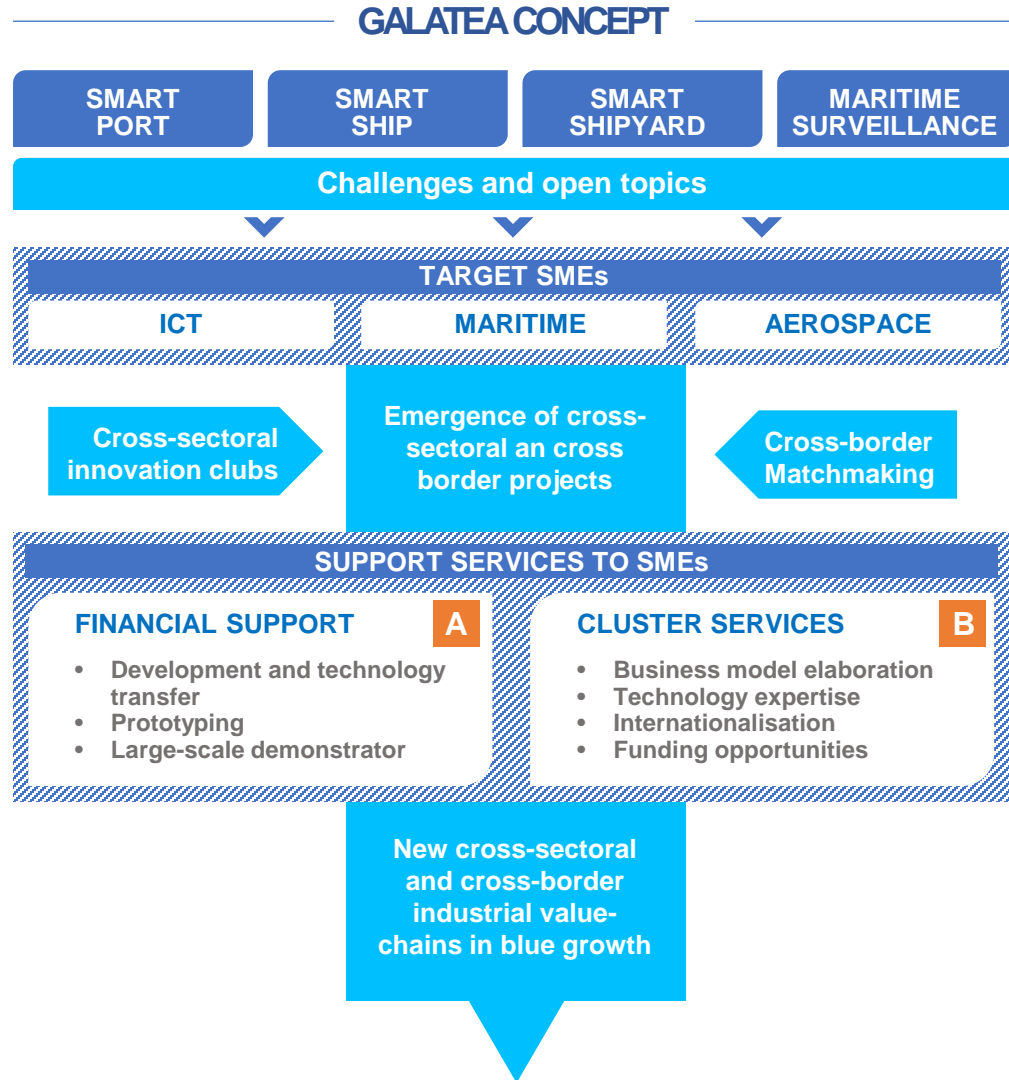 GALATEA CONCEPT
SMART
PORT
SMART
SHIP
SMART
SHIPYARD
MARITIME
SURVEILLANCE
Challenges and open topics
TARGET SMEs
ICT
MARITIME
AEROSPACE
Cross-sectoral
innovation clubs
Emergence of cross-
sectoral an cross
border projects
Cross-border
Matchmaking
SUPPORT SERVICES TO SMEs
FINANCIAL SUPPORT
A
• Development and technology
transfer
• Prototyping
• Large-scale demonstrator
CLUSTER SERVICES
B
• Business model elaboration
• Technology expertise
• Internationalisation
• Funding opportunities
New cross-sectoral
and cross-border
industrial value-
chains in blue growth